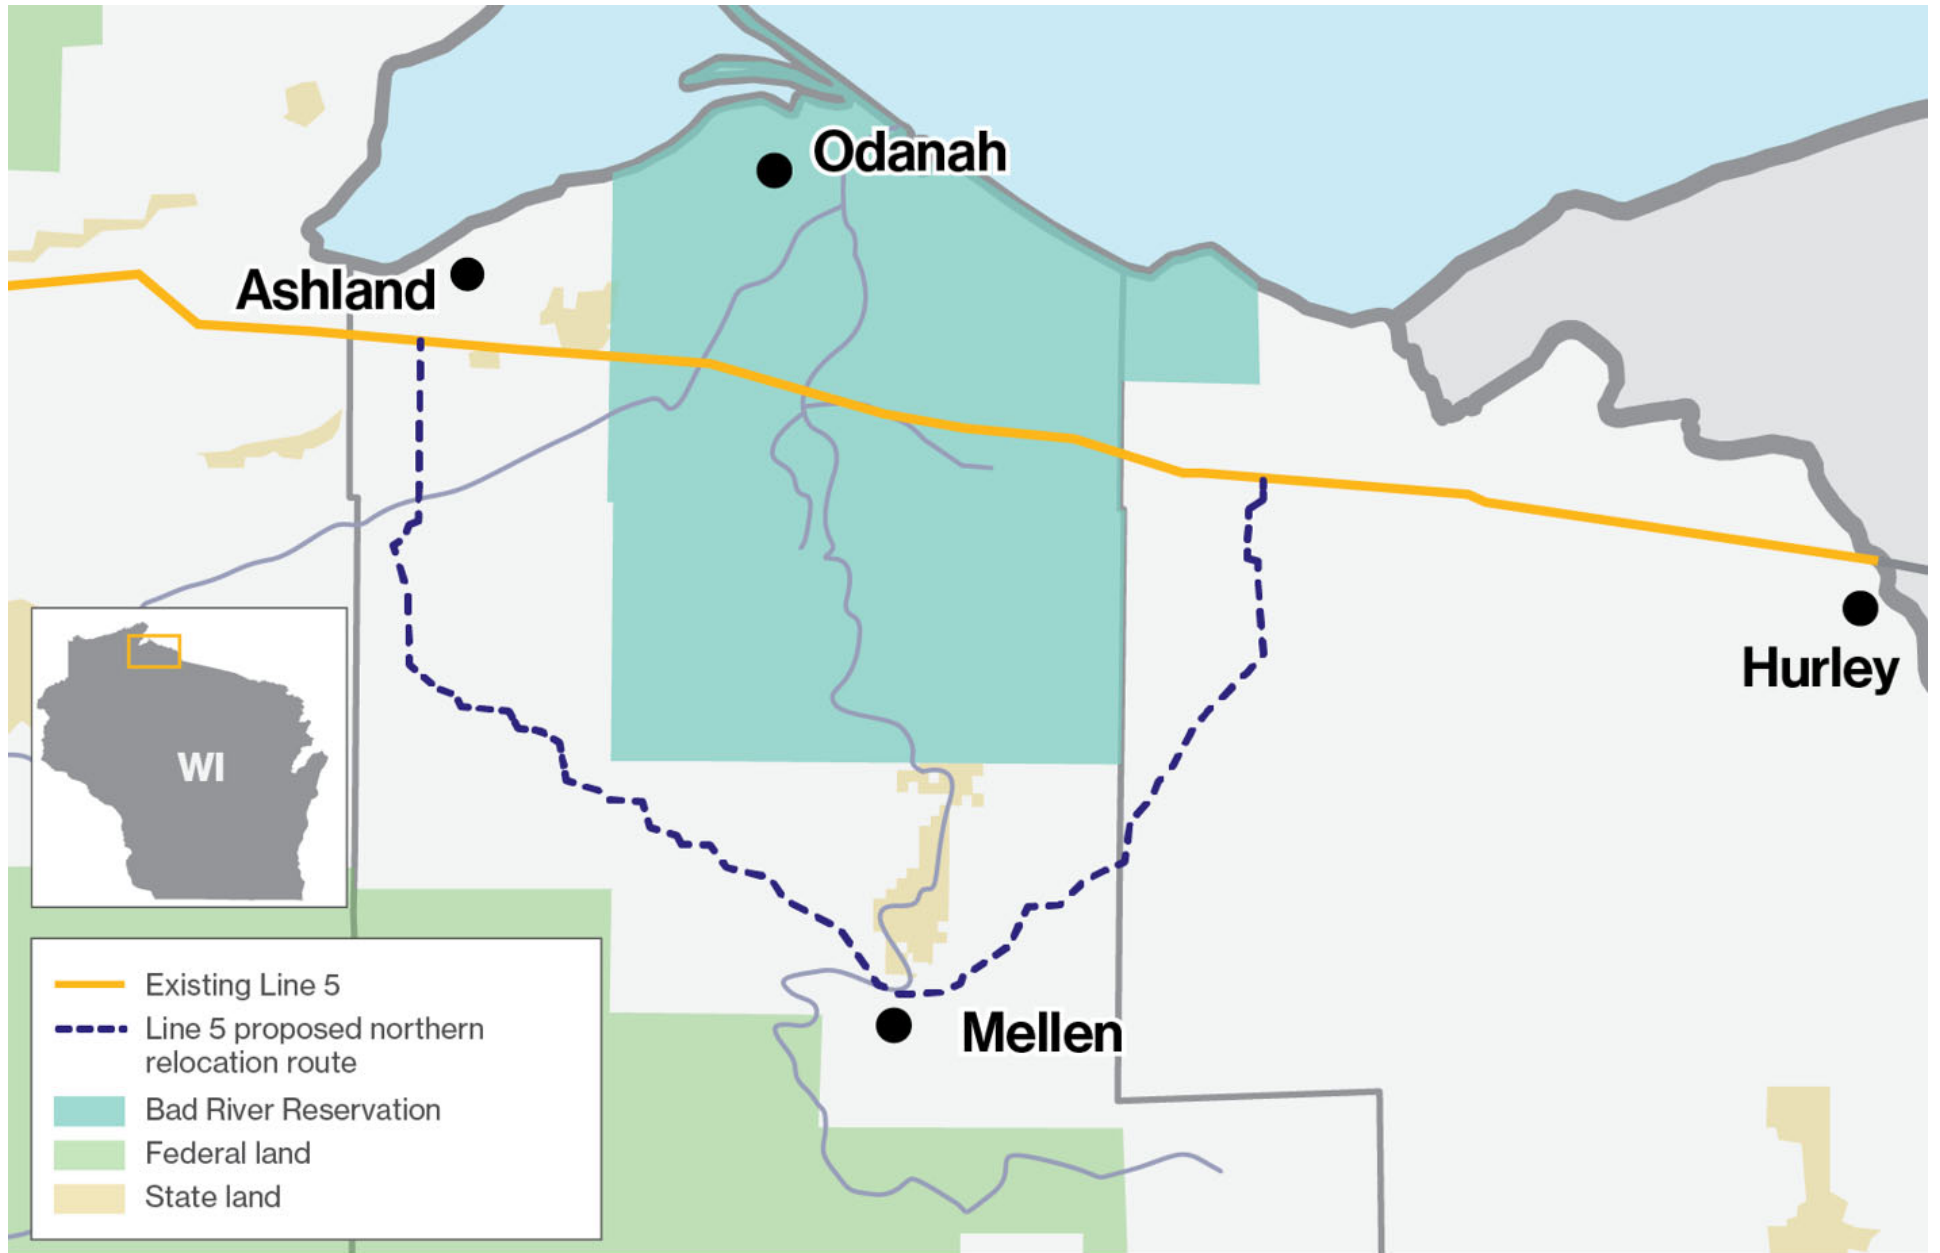 Odanah
Ashland
Hurley
WI
Existing Line 5
Line 5 proposed northern
relocation route
Mellen
Bad River Reservation
Federal land
State land